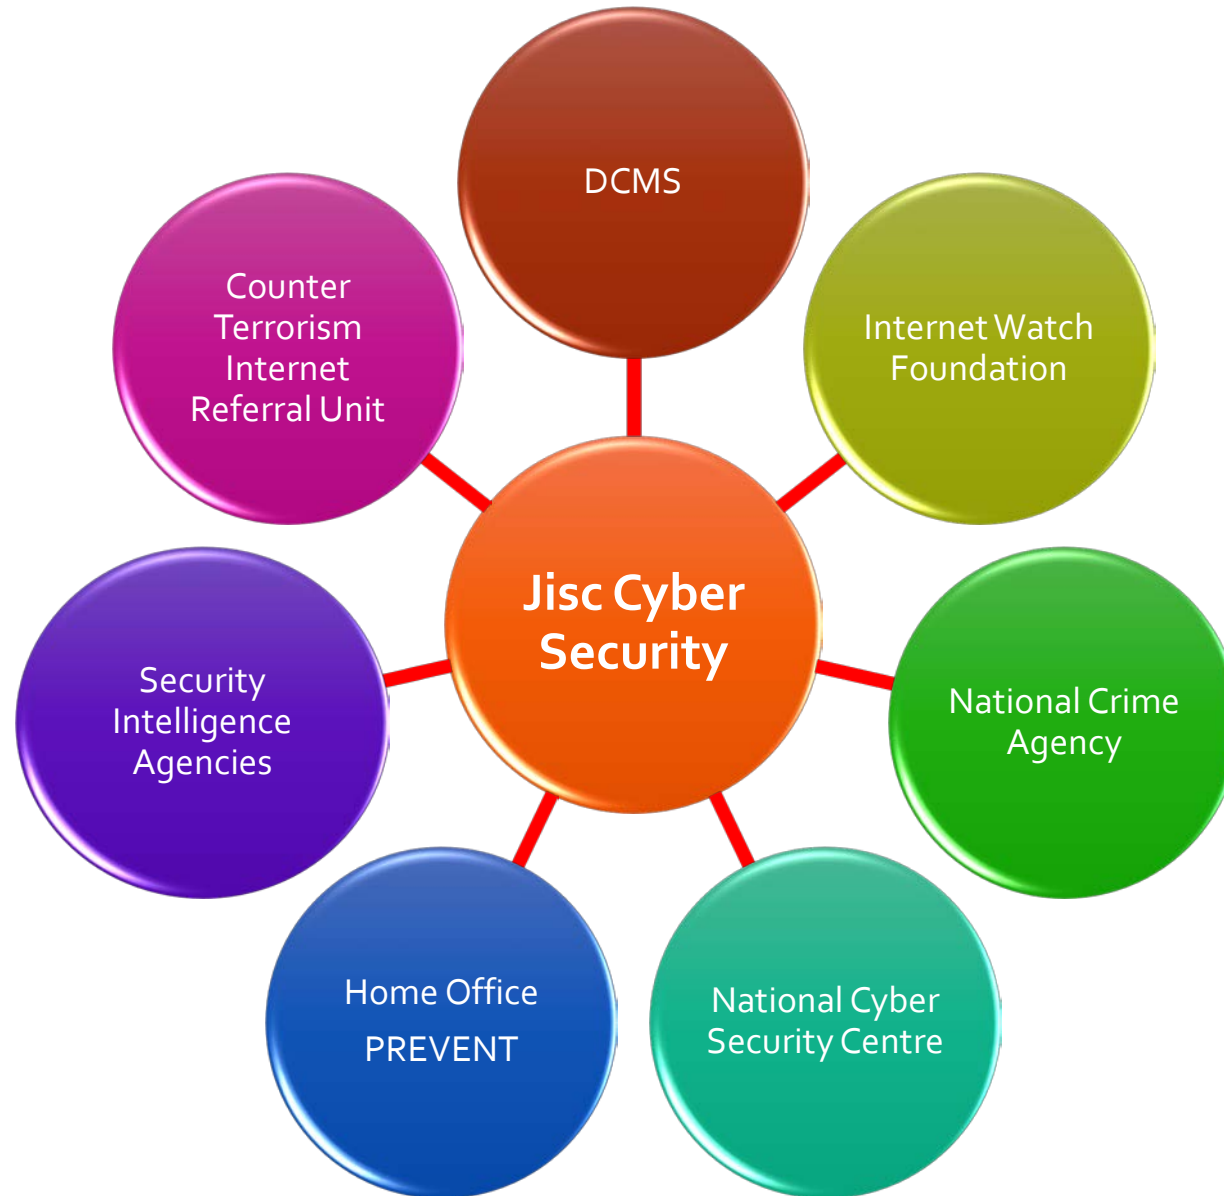 DCMS
Internet Watch
Foundation
National Crime
Agency
National Cyber
Security Centre
Home Office
PREVENT
Security
Intelligence
Agencies
Counter
Terrorism
Internet
Referral Unit
Jisc Cyber
Security